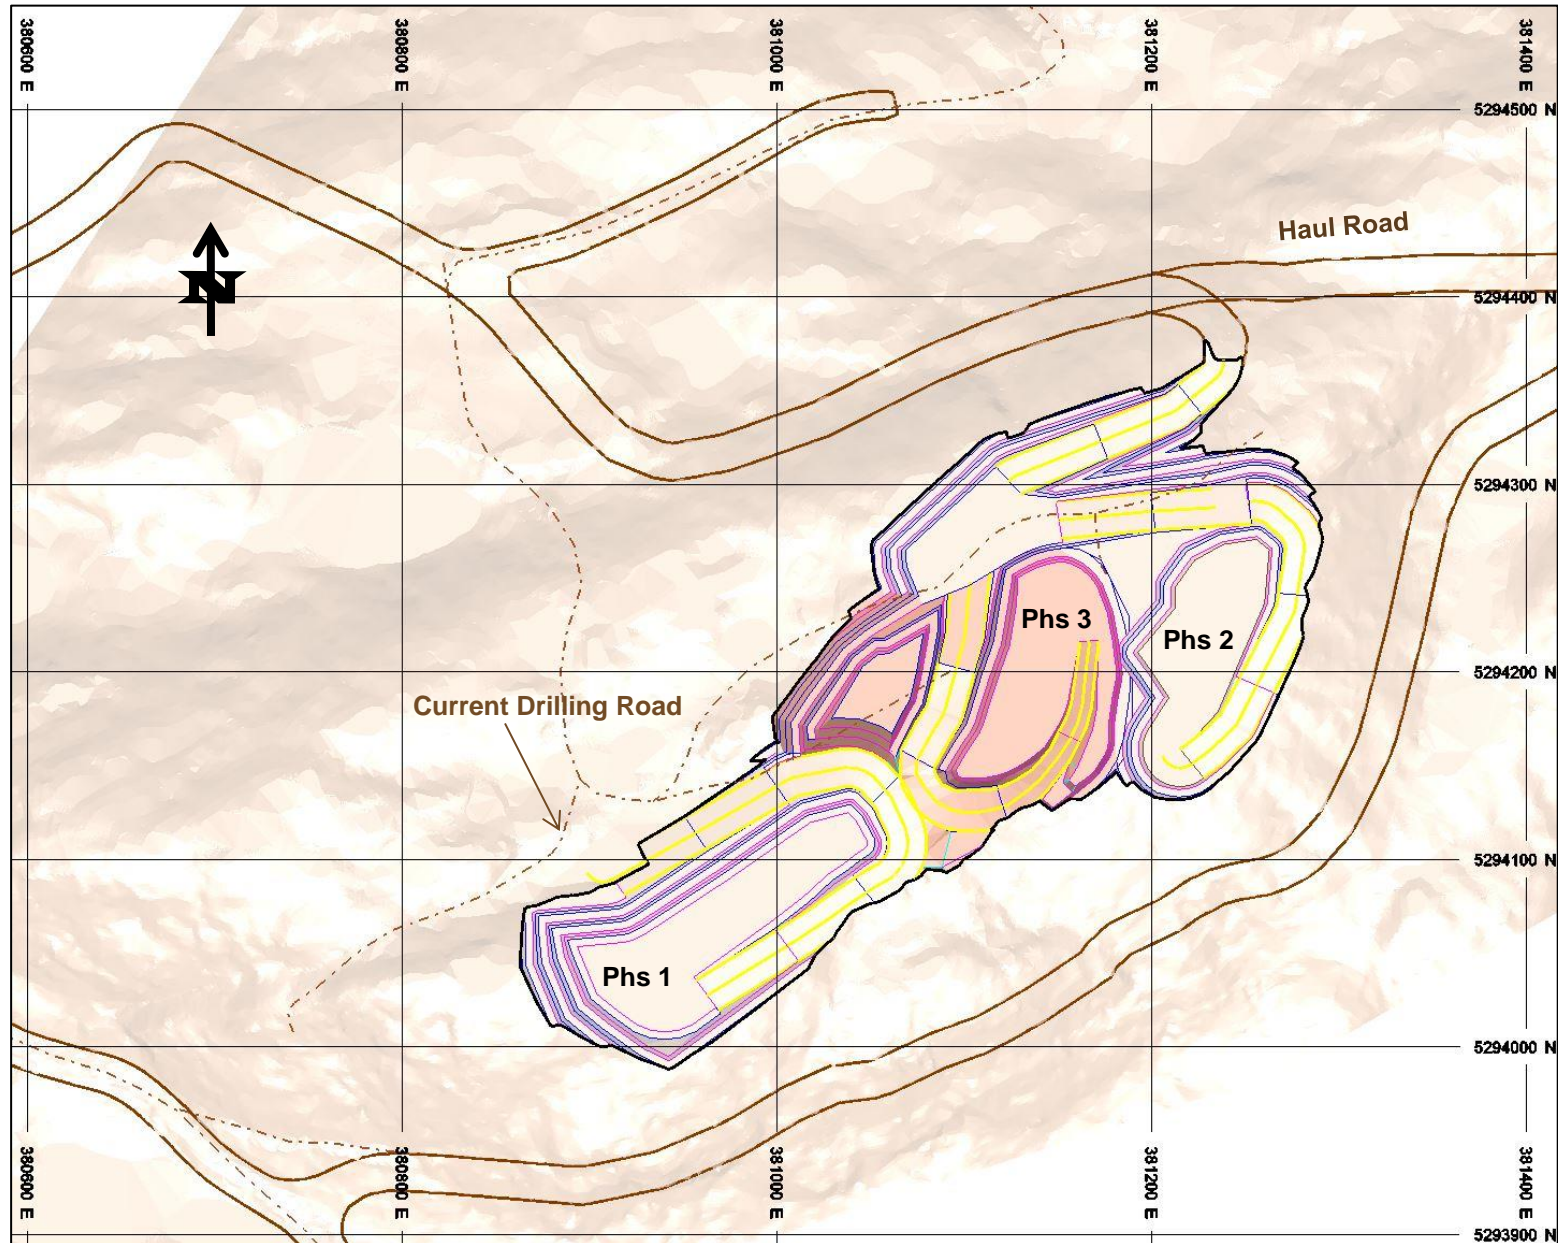 380600 E
380800 E
381000 E
381200 E
381400 E
5294500 N
Haul Road
N
5294400 N
5294300 N
Phs 3
Phs 2
5294200 N
Current Drilling Road
5294100 N
Phs 1
5294000 N
380600 E
380800 E
381000 E
381200 E
381400 E
5293900 N